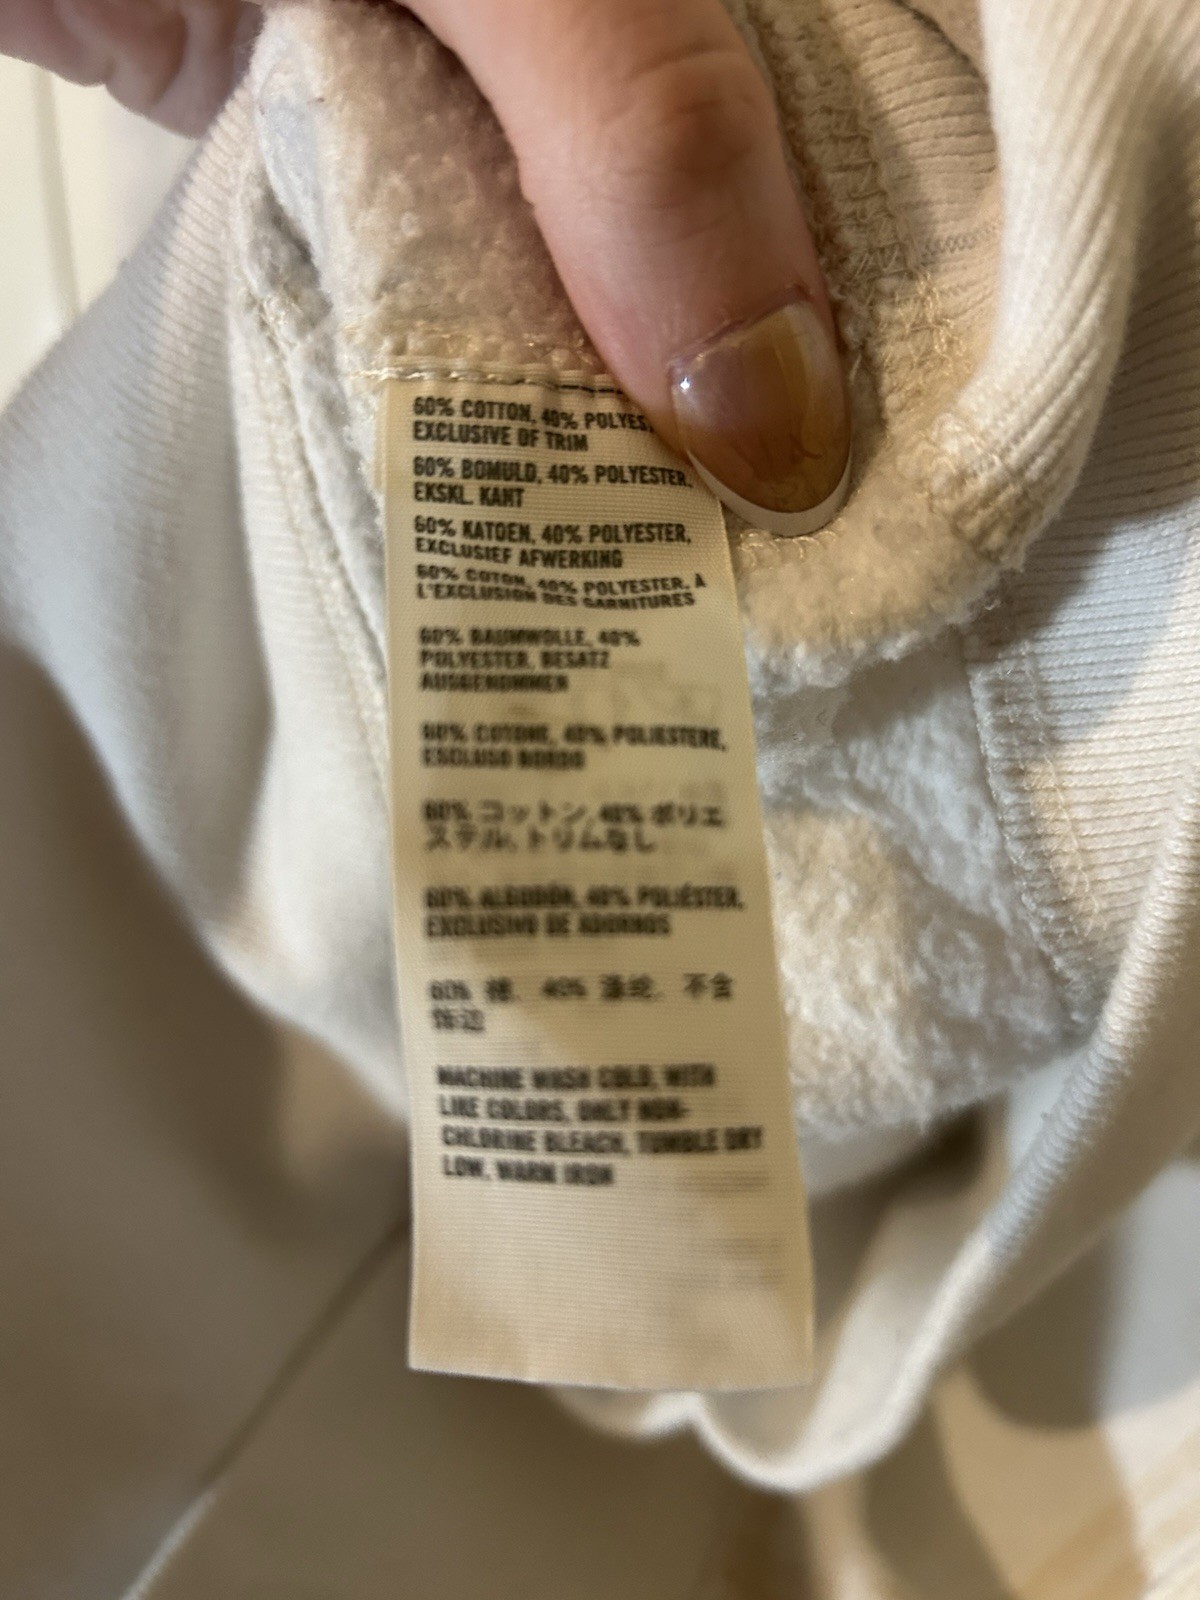 60% COTTON, 40% POLYES
EXCLUSIVE OF TRIM
60% BOMULD, 40% POLYESTER.
EKSKL. KANT
60% KATOEN, 40% POLYESTER,
EXCLUSIEF AFWERKING
60% COTON, 40% POLYESTER. À
L'EXCLUSION DES GARNITURES
60% BAUMWOLLE, 40%
POLYESTER. BESATZ
AUSGENOMMEN
60% COTONE, 40% POLIESTERE,
ESCLUSO BORDO
60% コットン, 40% ポリエ
ステル, トリムなし
60% ALGODÓN, 40% POLIÉSTER,
EXCLUSIVO DE ADORNOS
60% 棉. 40% 涤纶. 不含
饰边
MACHINE WASH COLD, WITH
LIKE COLORS, ONLY NON-
CHLORINE BLEACH, TUMBLE DRY
LOW, WARM IRON